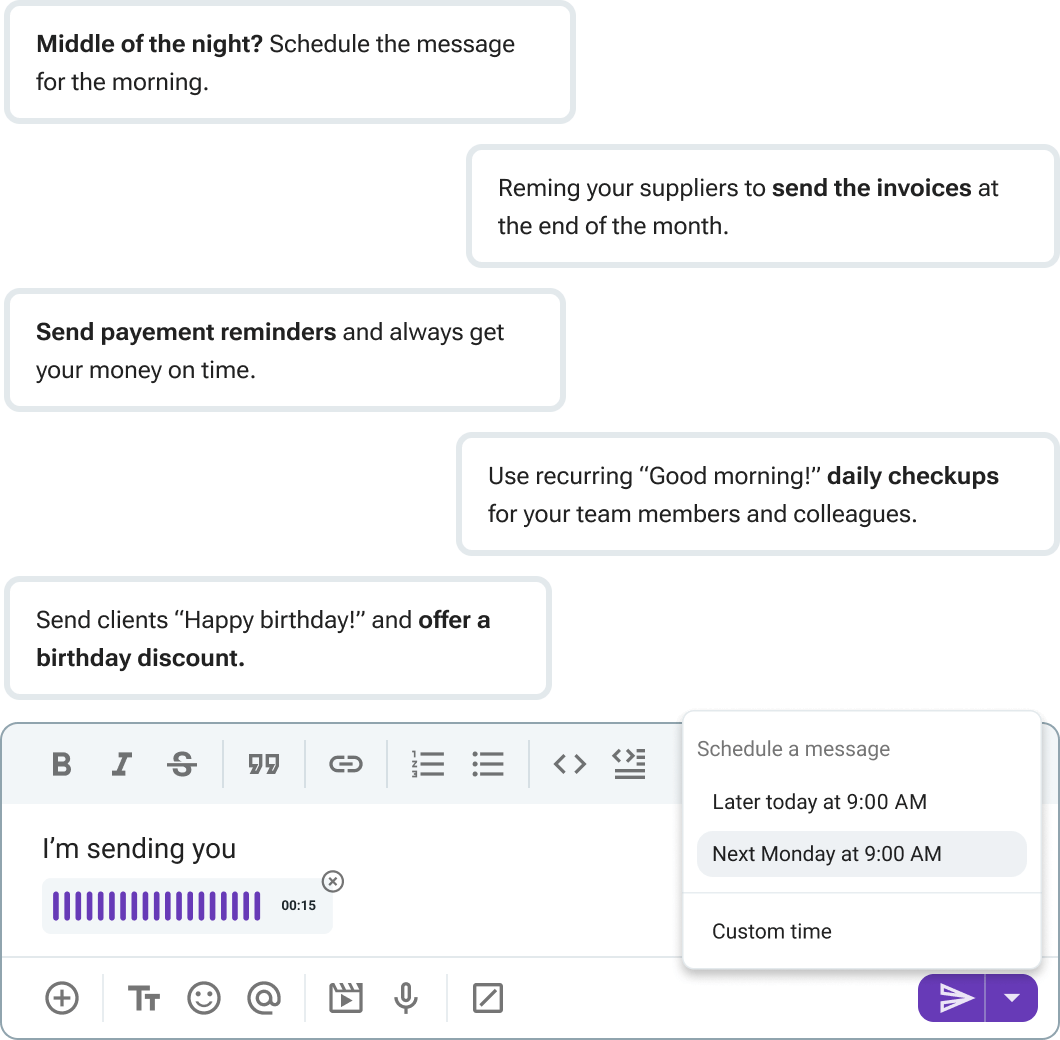 Middle of the night? Schedule the message
for the morning.
Reming your suppliers to send the invoices at
the end of the month.
Send payement reminders and always get
your money on time.
Use recurring “Good morning!” daily checkups
for your team members and colleagues.
Send clients “Happy birthday!” and offer a
birthday discount.
Schedule a message
Later today at 9:00 AM
Next Monday at 9:00 AM
Custom time
I’m sending you
00:15